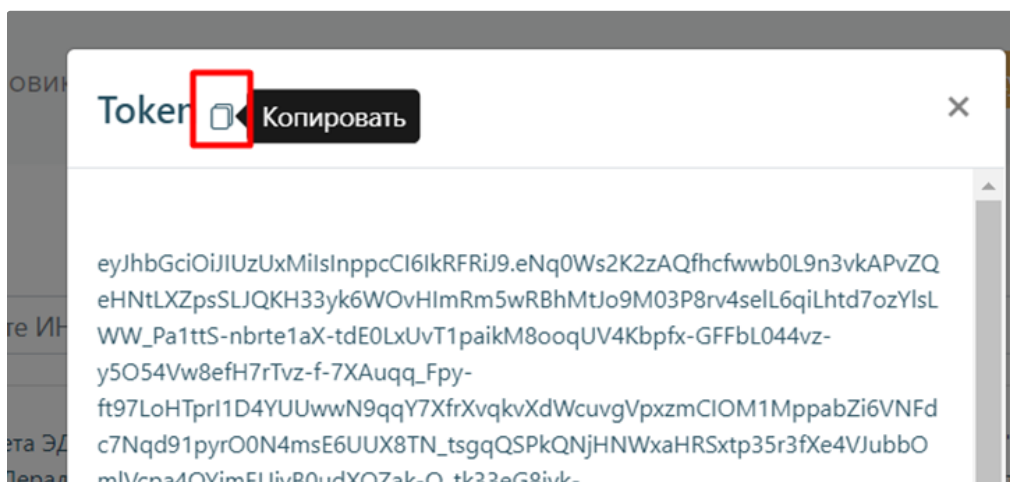 Token
Копировать
eyJhbGciOiJIUzUxMiIsInppcCI6IkRFRiJ9.eNq0Ws2K2zAQfhcfwwb0L9n3vkAPvZQ
eHNtLXZpsSLJQKH33yk6WOvHImRm5wRBhMtJo9M03P8rv4selL6qiLhtd7ozYlsL
WW_Pa1ttS-nbrte1aX-tdE0LxUvT1paikM8ooqUV4Kbpfx-GFFbL044vz-
y5O54Vw8efH7rTvz-f-7XAuqq_Fpy-
ft97LoHTprI1D4YUUwwN9qqY7XfrXvqkvXdWcuvgVpxzmCIOM1MppabZi6VNFd
c7Nqd91pyrO0N4msE6UUX8TN_tsgqQSPkQNjHNWxaHRSxtp35r3fXe4VJubbO